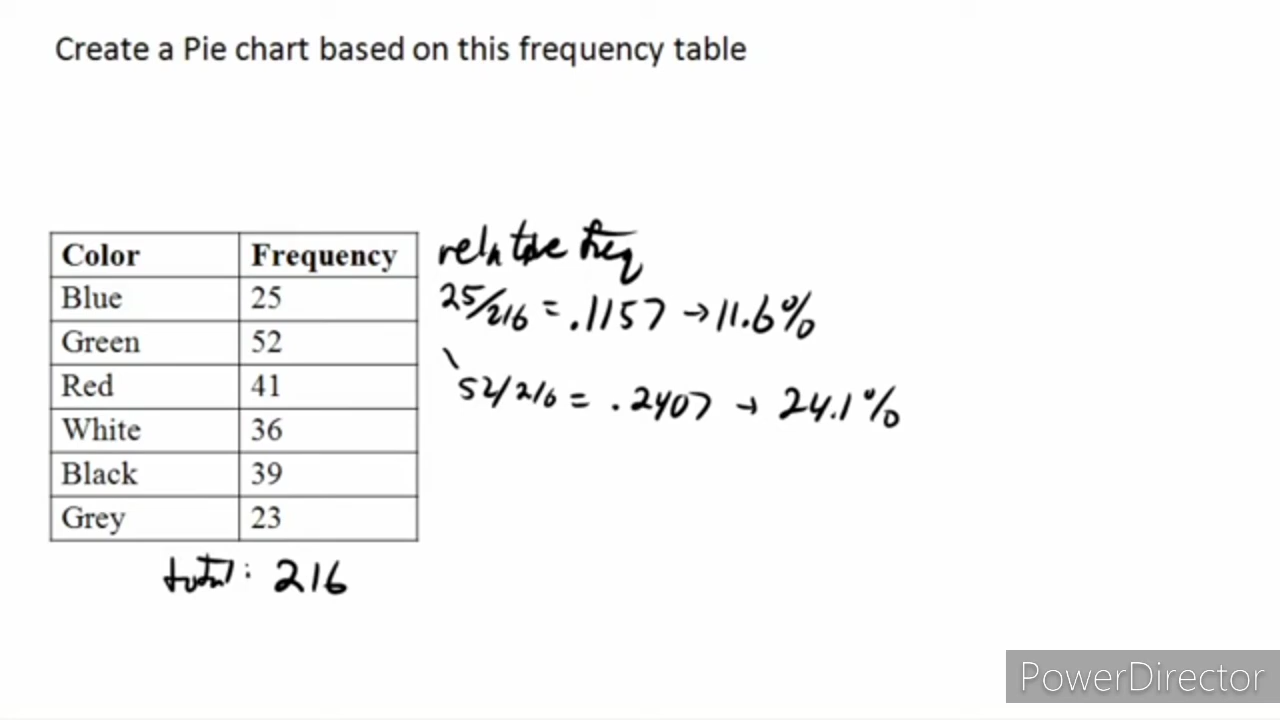 Create a Pie chart based on this frequency table
Color Frequency relative freq
Blue 25 25/216 = .1157 → 11.6%
Green 52
Red 41 52/216 = .2407 → 24.1%
White 36
Black 39
Grey 23
total: 216
PowerDirector